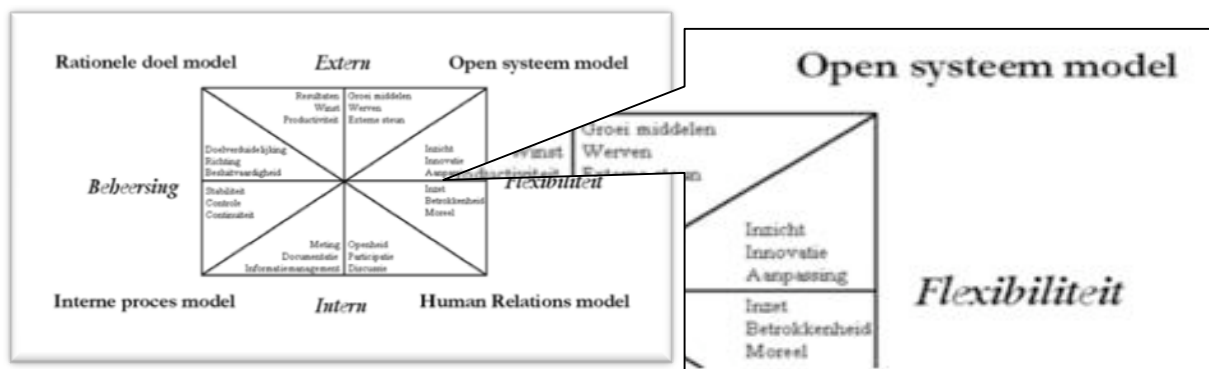 Rationele doel model
Extern
Open systeem model
Resultaten
Winst
Productiviteit
Groei middelen
Werven
Externe steun
Doelverduidelijking
Richting
Besluitvaardigheid
Inzicht
Innovatie
Beheersing
Flexibiliteit
Stabiliteit
Controle
Continuiteit
Inzet
Betrokkenheid
Moreel
Meting
Documentatie
Informatiemanagement
Openheid
Participatie
Discussie
Interne proces model
Intern
Human Relations model
Open systeem model
Groei middelen
Winst
Werven
Inzicht
Innovatie
Aanpassing
Flexibiliteit
Inzet
Betrokkenheid
Moreel